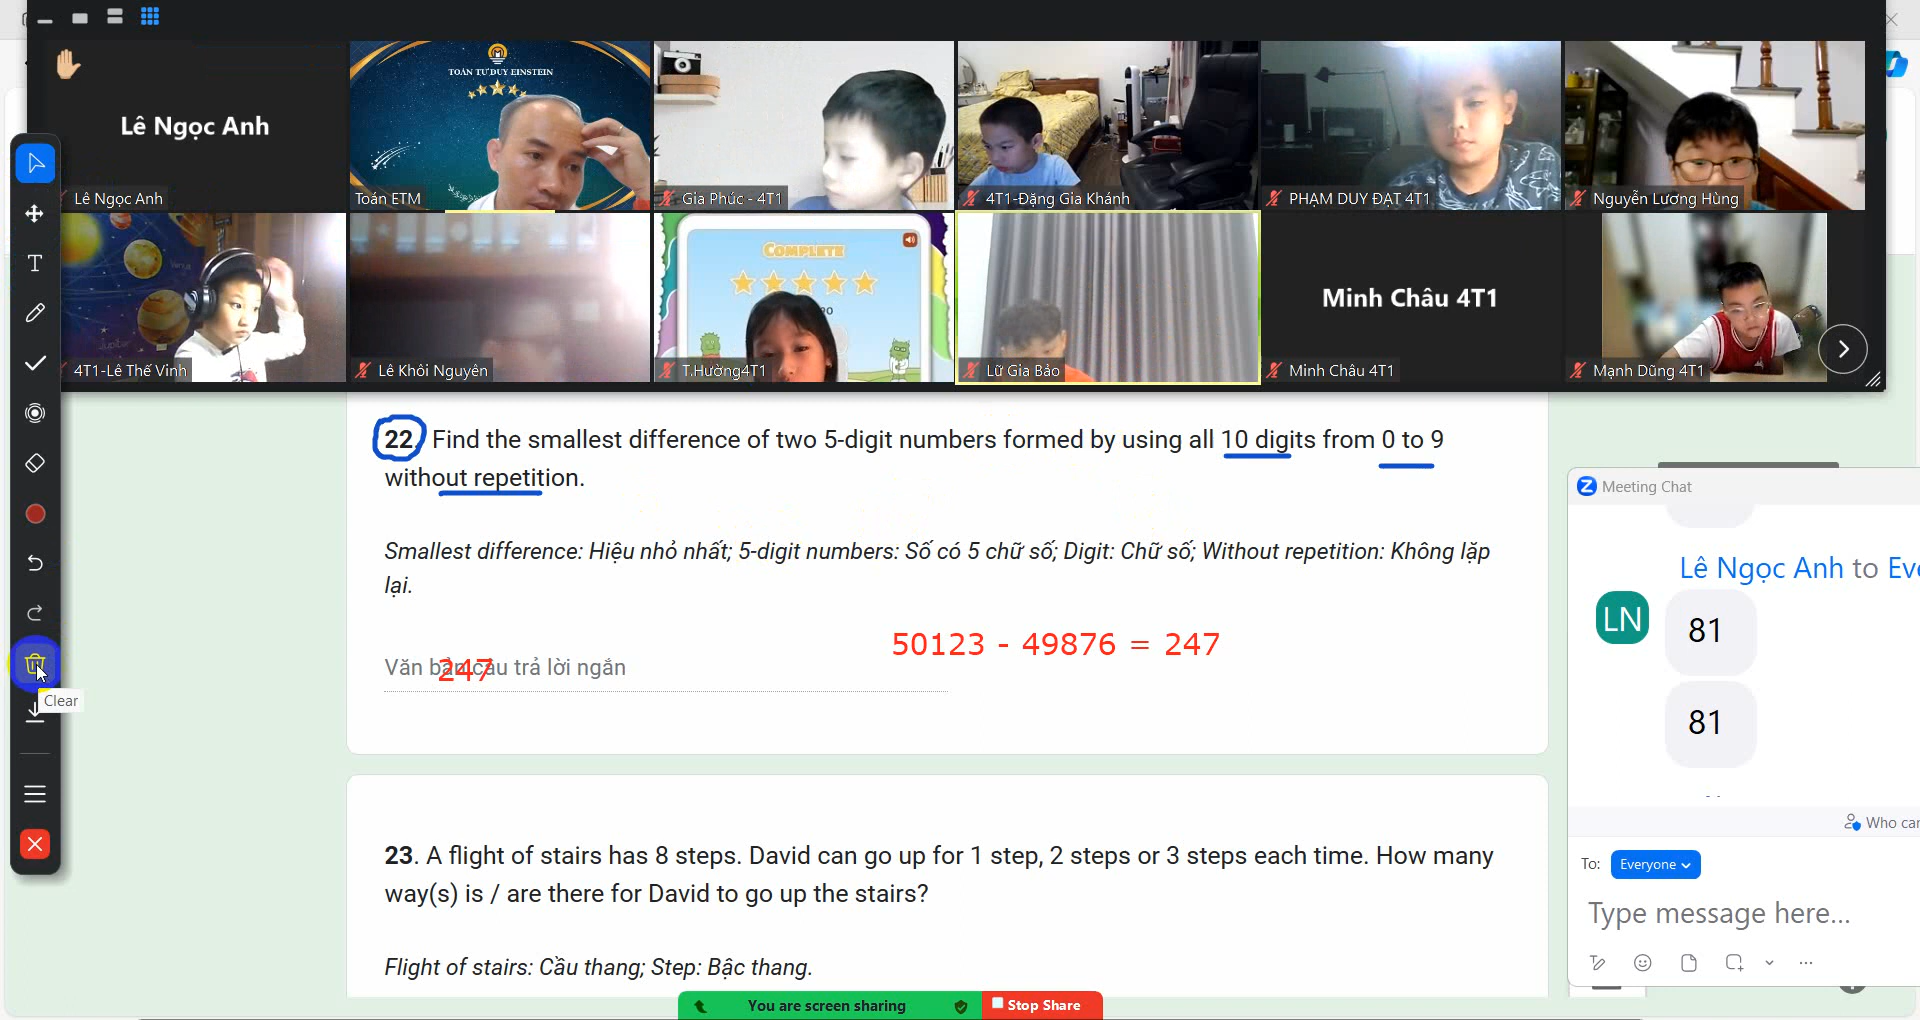 Lê Ngọc Anh
Lê Ngọc Anh
TOÁN TƯ DUY EINSTEIN
Toán ETM
Gia Phúc - 4T1
4T1-Đặng Gia Khánh
PHẠM DUY ĐẠT 4T1
Nguyễn Lương Hùng
4T1-Lê Thế Vinh
Lê Khôi Nguyên
COMPLETE
T.Hường4T1
Lữ Gia Bảo
Minh Châu 4T1
Minh Châu 4T1
Mạnh Dũng 4T1
22. Find the smallest difference of two 5-digit numbers formed by using all 10 digits from 0 to 9
without repetition.
Smallest difference: Hiệu nhỏ nhất; 5-digit numbers: Số có 5 chữ số; Digit: Chữ số; Without repetition: Không lặp
lại.
50123 - 49876 = 247
Văn bản câu trả lời ngắn
247
Clear
23. A flight of stairs has 8 steps. David can go up for 1 step, 2 steps or 3 steps each time. How many
way(s) is / are there for David to go up the stairs?
Flight of stairs: Cầu thang; Step: Bậc thang.
Meeting Chat
Lê Ngọc Anh to
LN
81
81
Who
To: Everyone
Type message here...
You are screen sharing
Stop Share